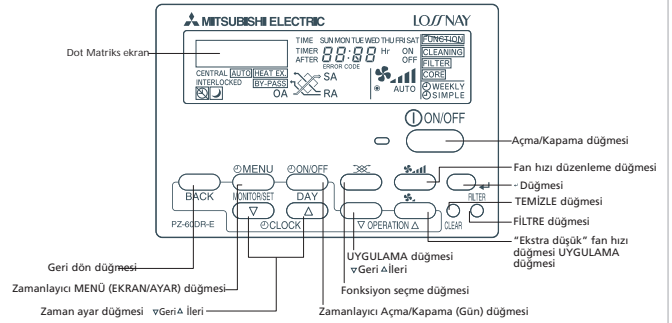 MITSUBISHI ELECTRIC
LOSSNAY
Dot Matriks ekran
TIME SUN MON TUE WED THU FRI SAT
FUNCTION
TIMER
AFTER
88:88 Hr
ERROR CODE
ON
OFF
CLEANING
FILTER
CORE
WEEKLY
SIMPLE
CENTRAL AUTO HEAT EX.
INTERLOCKED BY-PASS
SA
OA
RA
AUTO
ON/OFF
Açma/Kapama düğmesi
MENU
ON/OFF
Fan hızı düzenleme düğmesi
BACK
MONITOR/SET
DAY
FILTER
CLEAR
Düğmesi
TEMİZLE düğmesi
FİLTRE düğmesi
PZ-60DR-E
CLOCK
▽ OPERATION △
"Ekstra düşük" fan hızı
düğmesi UYGULAMA
düğmesi
UYGULAMA düğmesi
▽Geri △İleri
Geri dön düğmesi
Zamanlayıcı MENÜ (EKRAN/AYAR) düğmesi
Fonksiyon seçme düğmesi
Zaman ayar düğmesi ▽Geri△ İleri
Zamanlayıcı Açma/Kapama (Gün) düğmesi